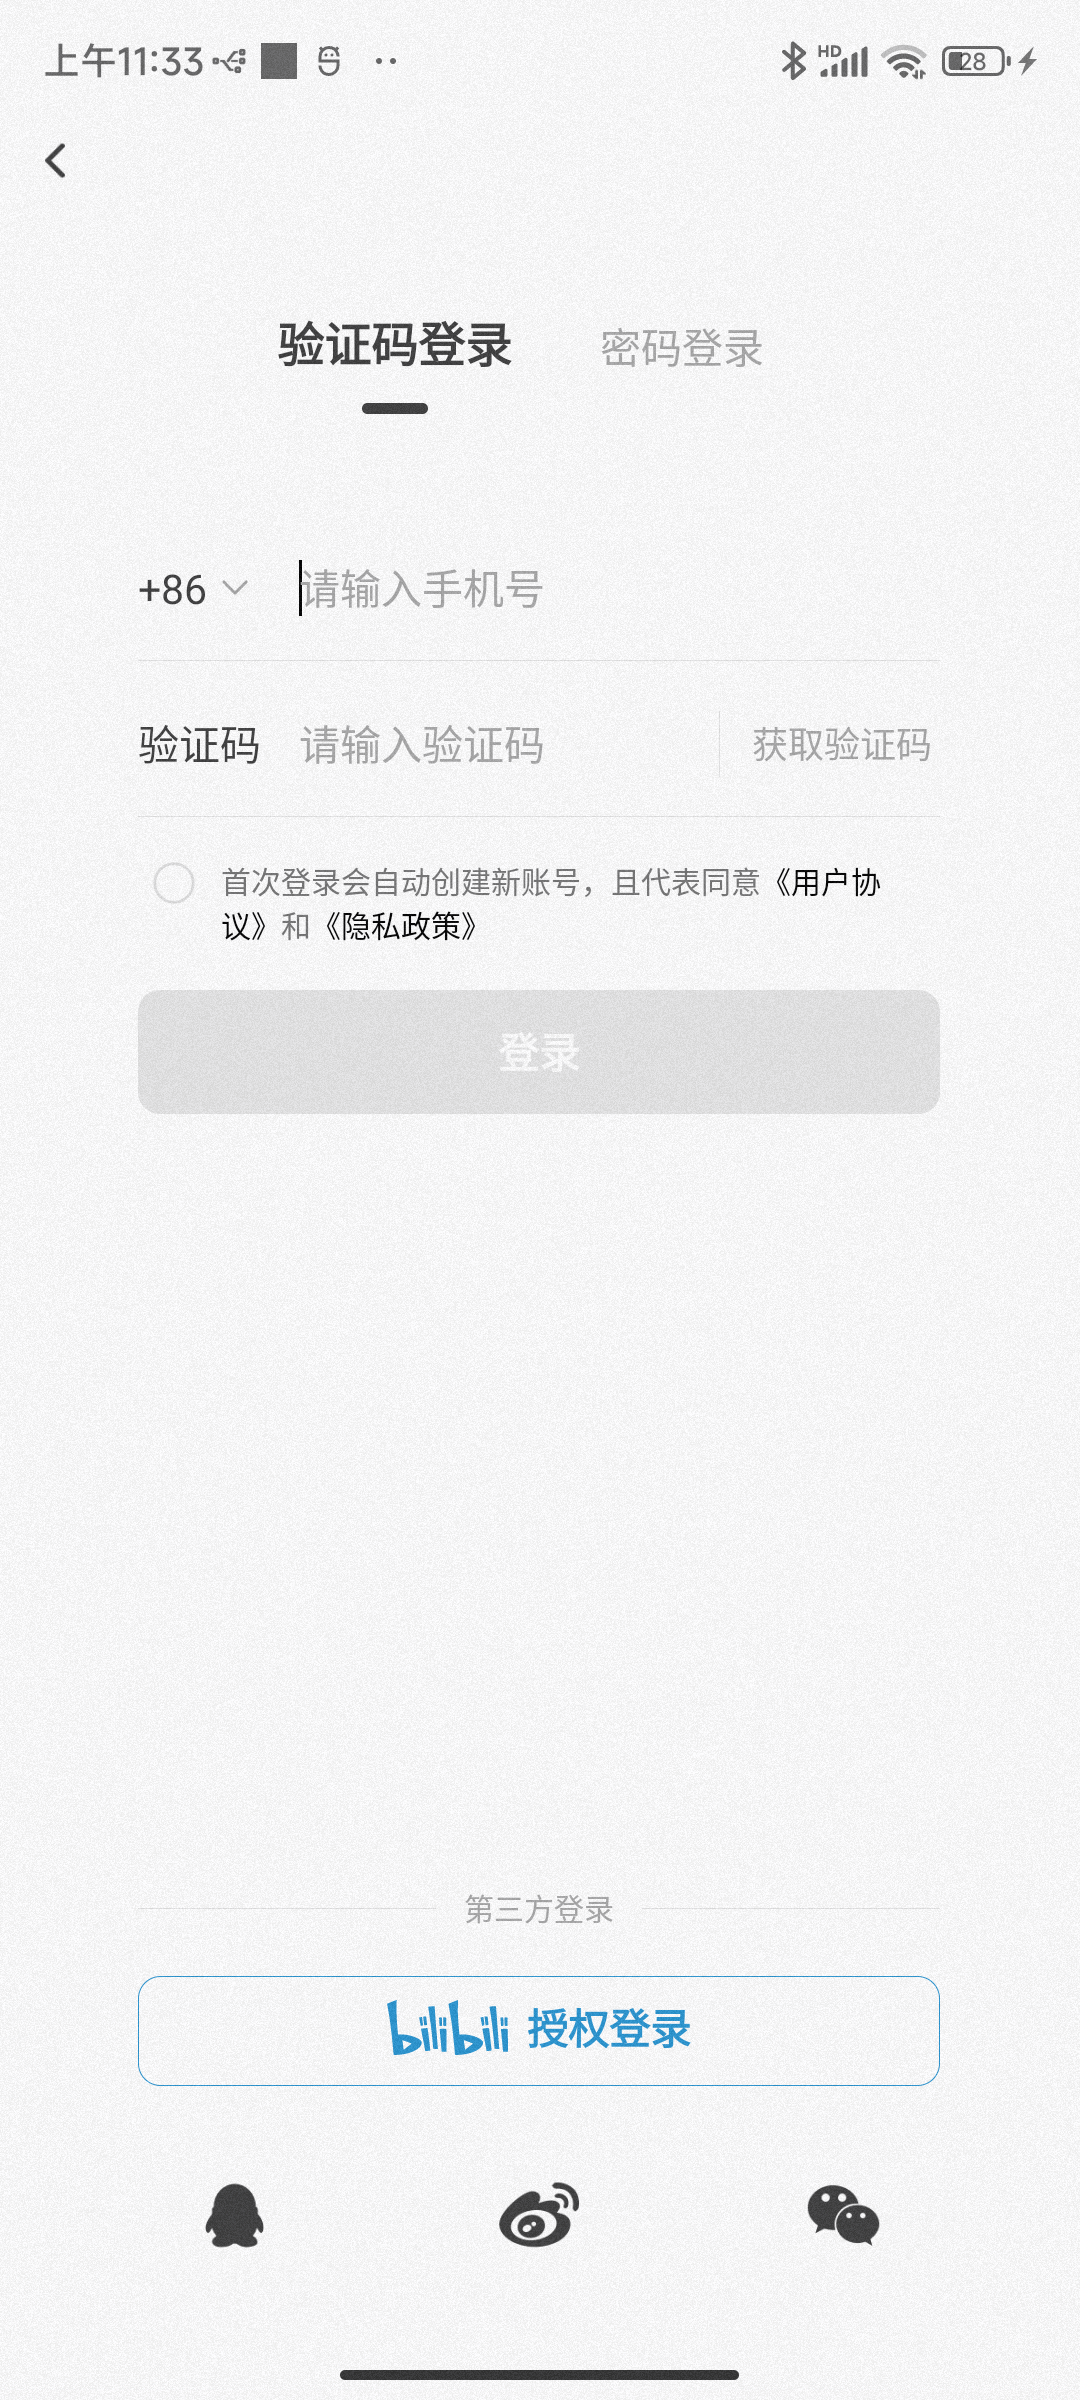 上午11:33 HD 28
验证码登录 密码登录
+86 请输入手机号
验证码 请输入验证码 获取验证码
首次登录会自动创建新账号，且代表同意《用户协
议》和《隐私政策》
登录
第三方登录
bilibili 授权登录